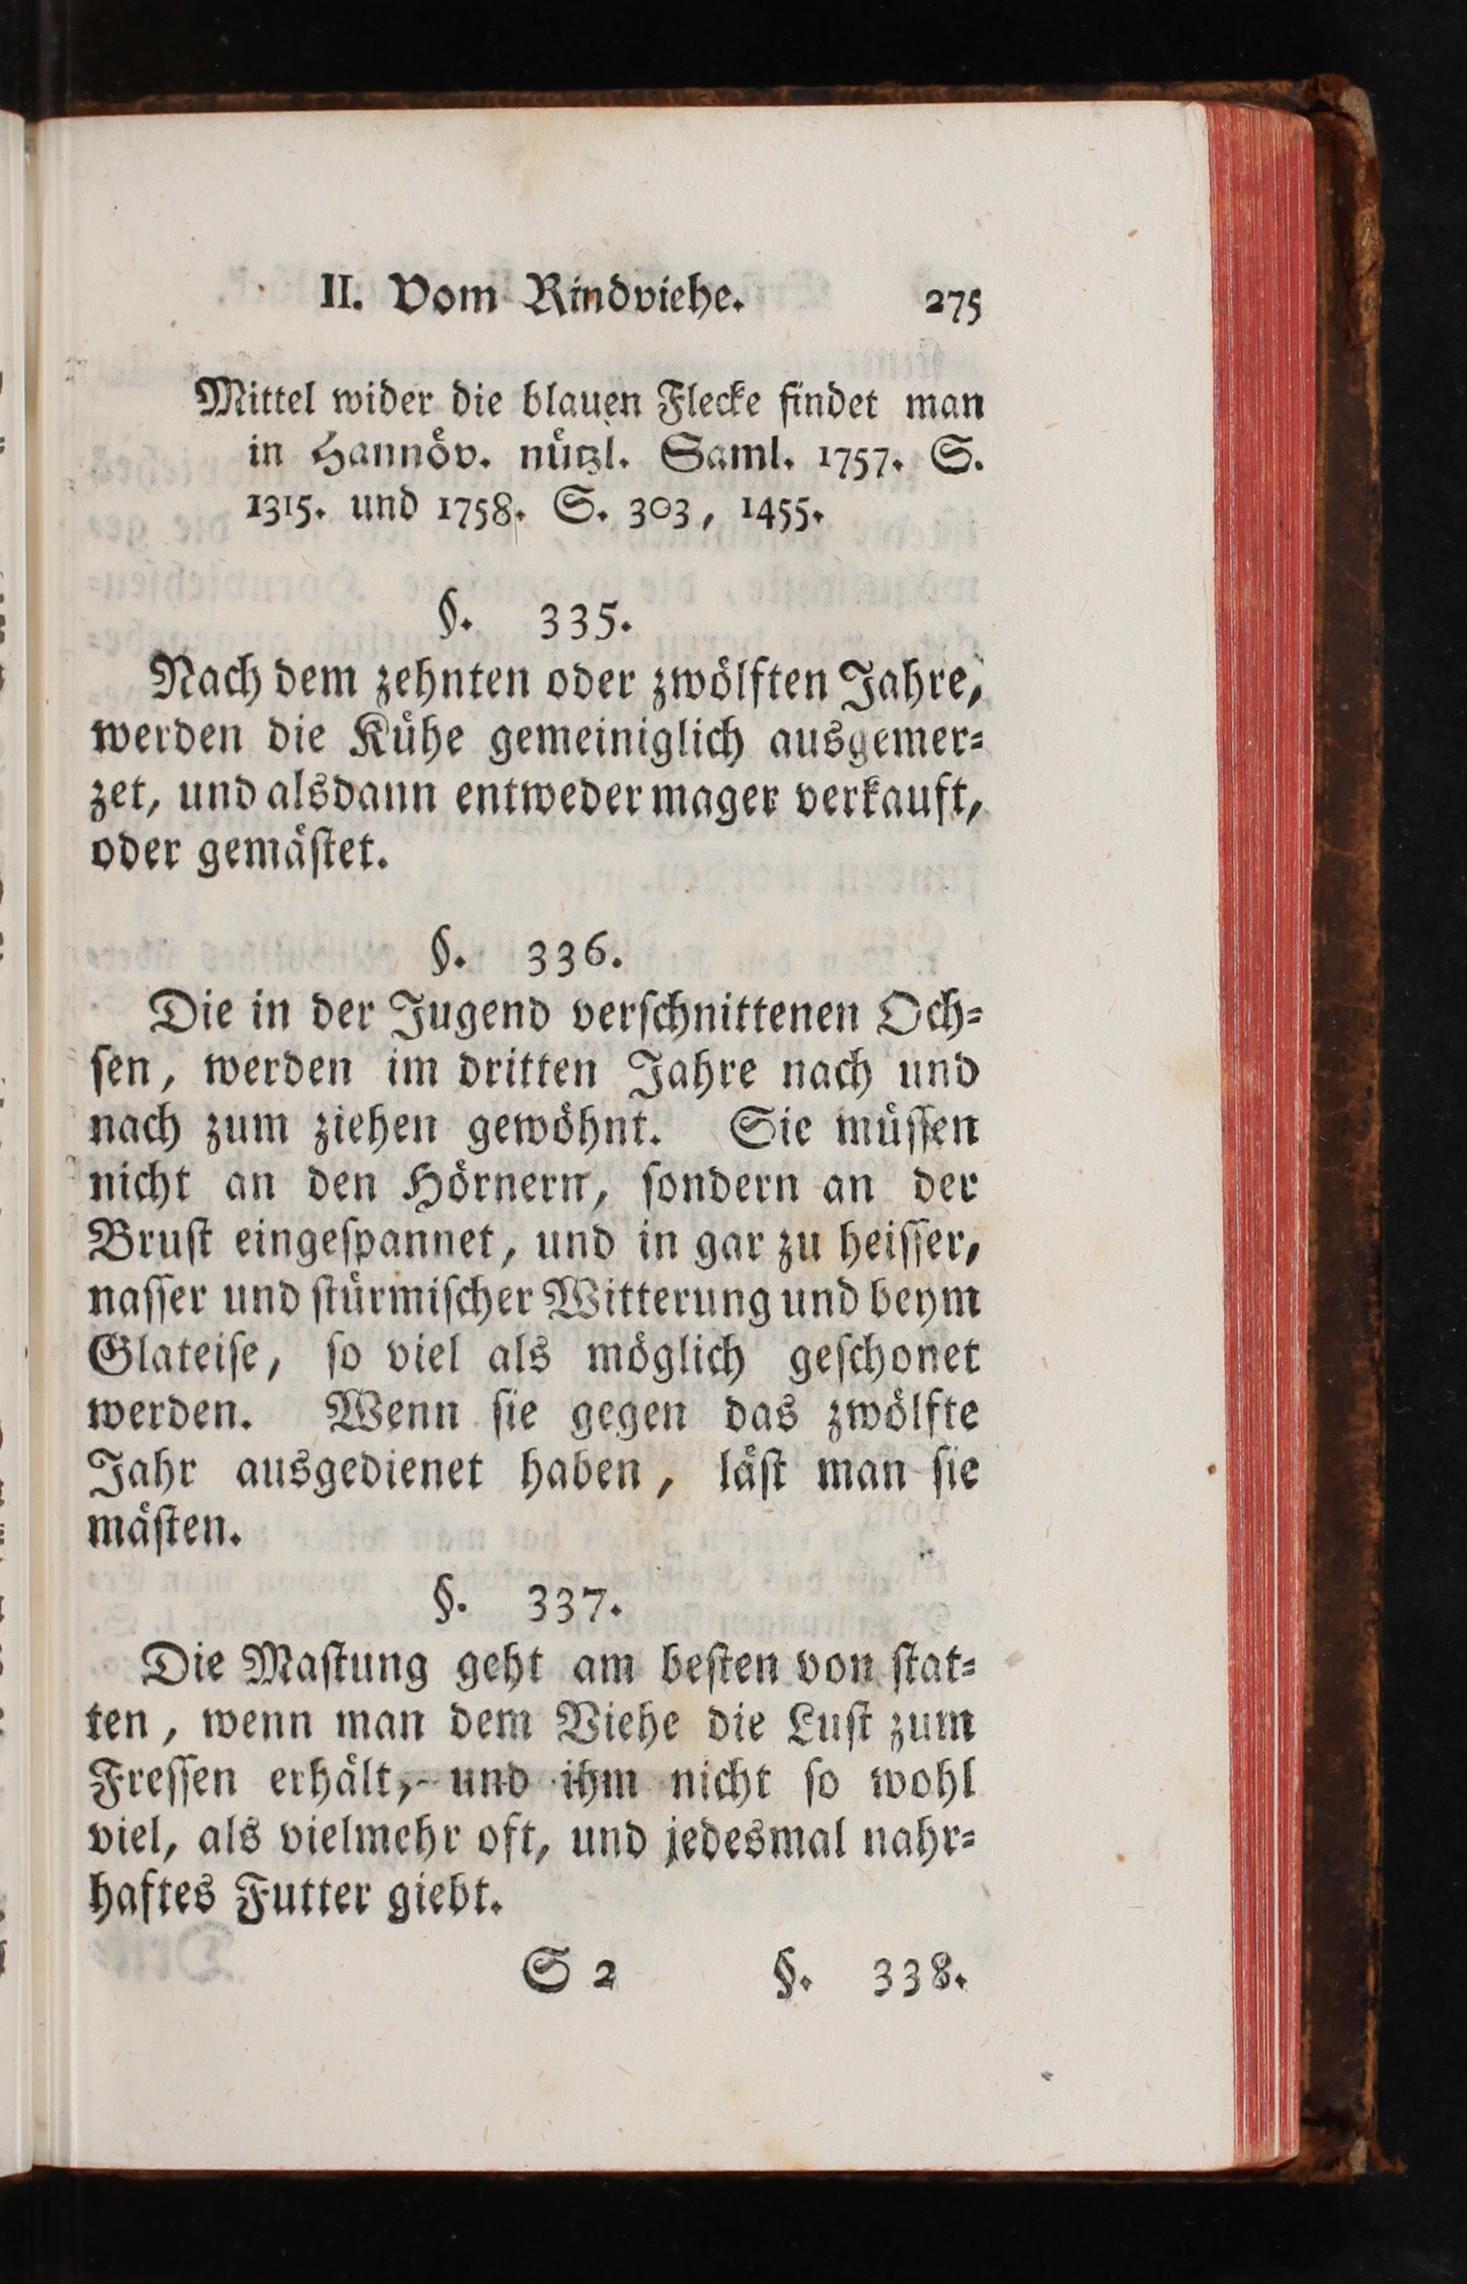 II. Vom Rindviehe. 275
Mittel wider die blauen Flecke findet man
in Hannöv. nützl. Saml. 1757. S.
1315. und 1758. S. 303, 1455.
§. 335.
Nach dem zehnten oder zwölften Jahre,
werden die Kühe gemeiniglich ausgemer-
zet, und alsdann entweder mager verkauft,
oder gemäſtet.
§. 336.
Die in der Jugend verſchnittenen Och-
ſen, werden im dritten Jahre nach und
nach zum ziehen gewöhnt. Sie müſſen
nicht an den Hörnern, ſondern an der
Bruſt eingeſpannet, und in gar zu heiſſer,
naſſer und ſtürmiſcher Witterung und beym
Glateiſe, ſo viel als möglich geſchonet
werden. Wenn ſie gegen das zwölfte
Jahr ausgedienet haben, läſt man ſie
mäſten.
§. 337.
Die Maſtung geht am beſten von ſtat-
ten, wenn man dem Viehe die Luſt zum
Freſſen erhält, und ihm nicht ſo wohl
viel, als vielmehr oft, und jedesmal nahr-
haftes Futter giebt.
S 2 §. 338.